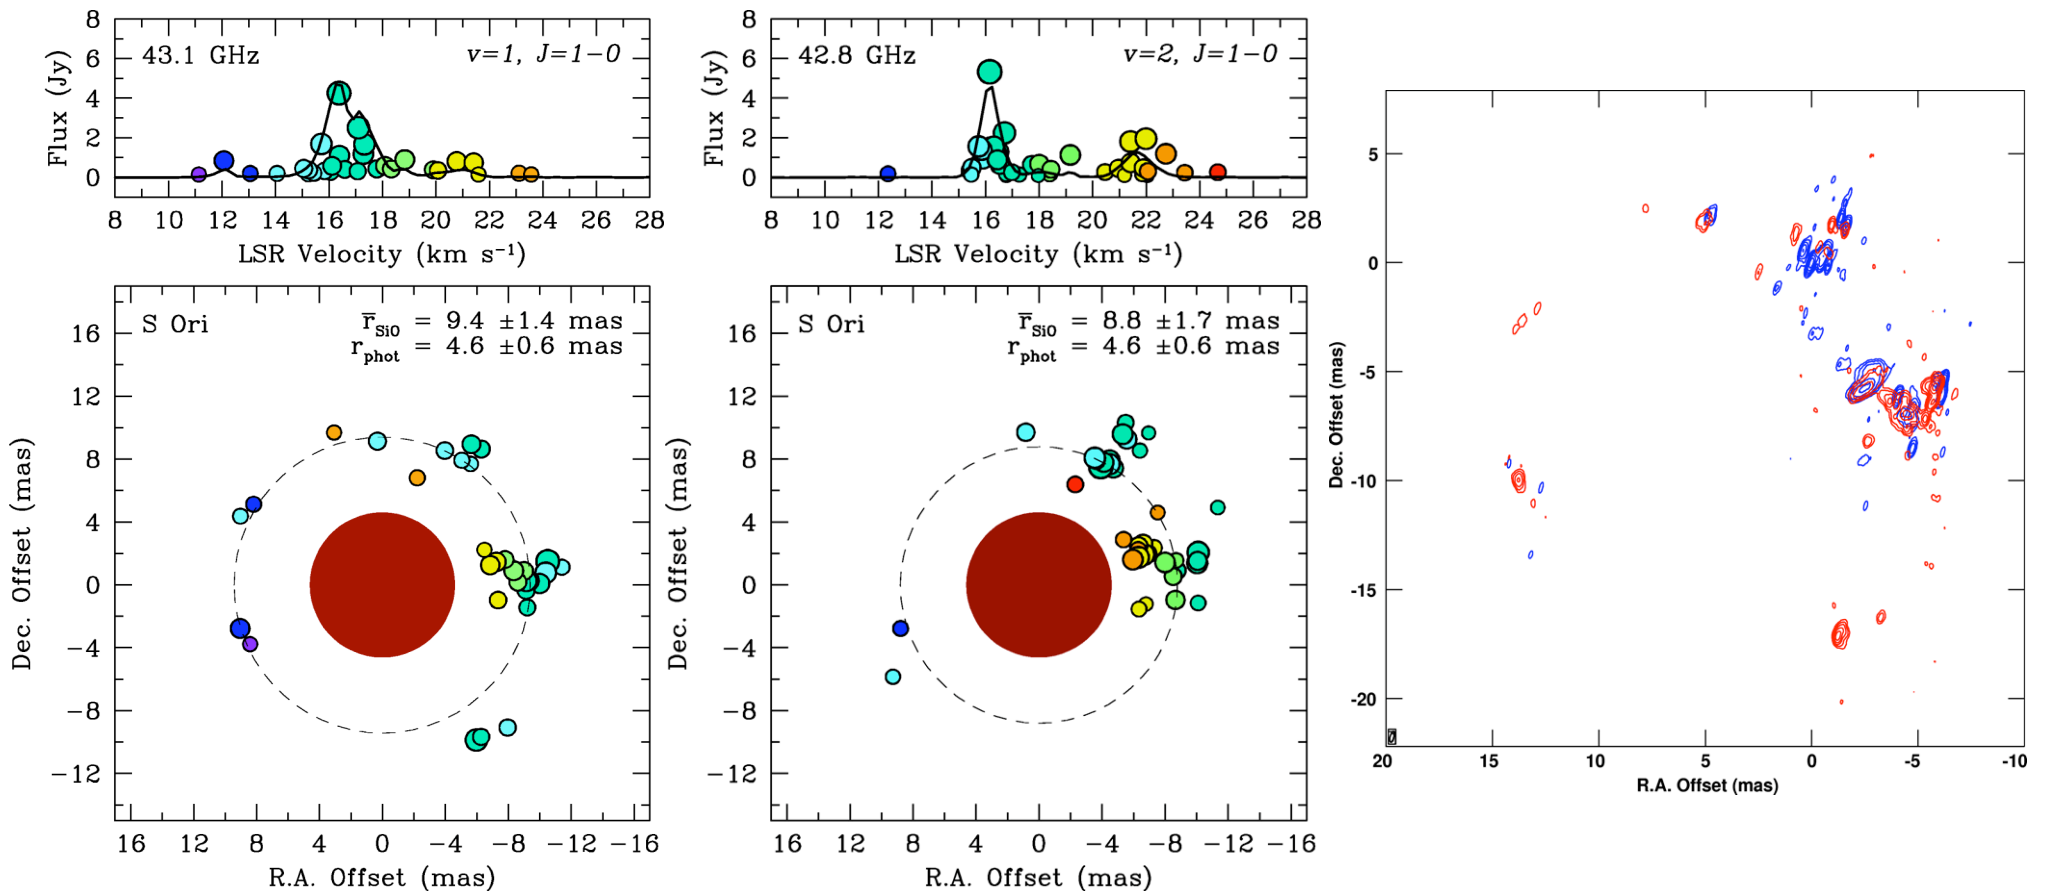 8
6
4
2
0
Flux (Jy)
43.1 GHz
v=1, J=1-0
8 10 12 14 16 18 20 22 24 26 28
LSR Velocity (km s⁻¹)
S Ori
r̅SiO = 9.4 ±1.4 mas
rphot = 4.6 ±0.6 mas
16
12
8
4
0
-4
-8
-12
Dec. Offset (mas)
16 12 8 4 0 -4 -8 -12 -16
R.A. Offset (mas)
8
6
4
2
0
Flux (Jy)
42.8 GHz
v=2, J=1-0
8 10 12 14 16 18 20 22 24 26 28
LSR Velocity (km s⁻¹)
S Ori
r̅SiO = 8.8 ±1.7 mas
rphot = 4.6 ±0.6 mas
16
12
8
4
0
-4
-8
-12
Dec. Offset (mas)
16 12 8 4 0 -4 -8 -12 -16
R.A. Offset (mas)
5
0
-5
-10
-15
-20
Dec. Offset (mas)
20 15 10 5 0 -5 -10
R.A. Offset (mas)